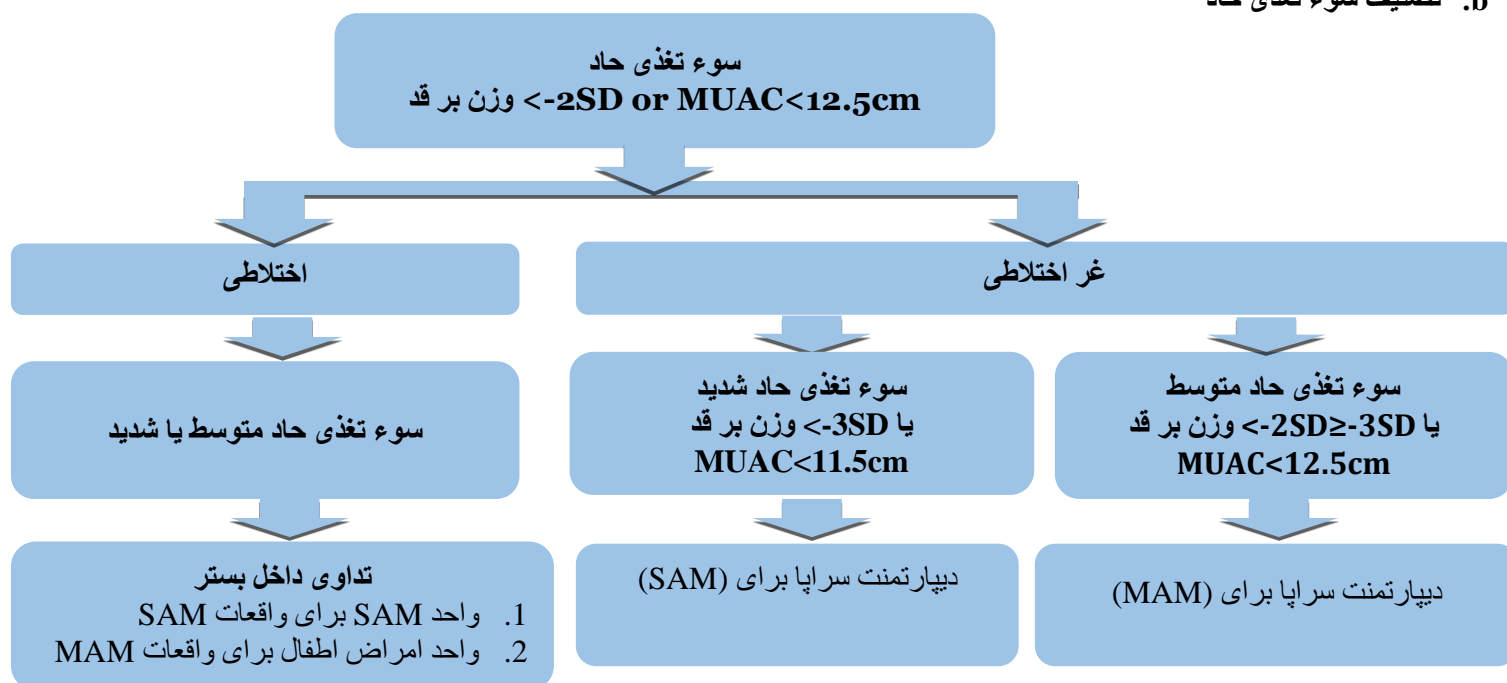 b. سوء تغذی حاد
سوء تغذی حاد
وزن بر قد <-2SD or MUAC<12.5cm
غر اختلاطی
اختلاطی
سوء تغذی حاد متوسط
یا <-2SD≥-3SD وزن بر قد
MUAC<12.5cm
سوء تغذی حاد شدید
یا <-3SD وزن بر قد
MUAC<11.5cm
سوء تغذی حاد متوسط یا شدید
دیپارتمنت سراپا برای (MAM)
دیپارتمنت سراپا برای (SAM)
تداوی داخل بستر
1. واحد SAM برای واقعات SAM
2. واحد امراض اطفال برای واقعات MAM